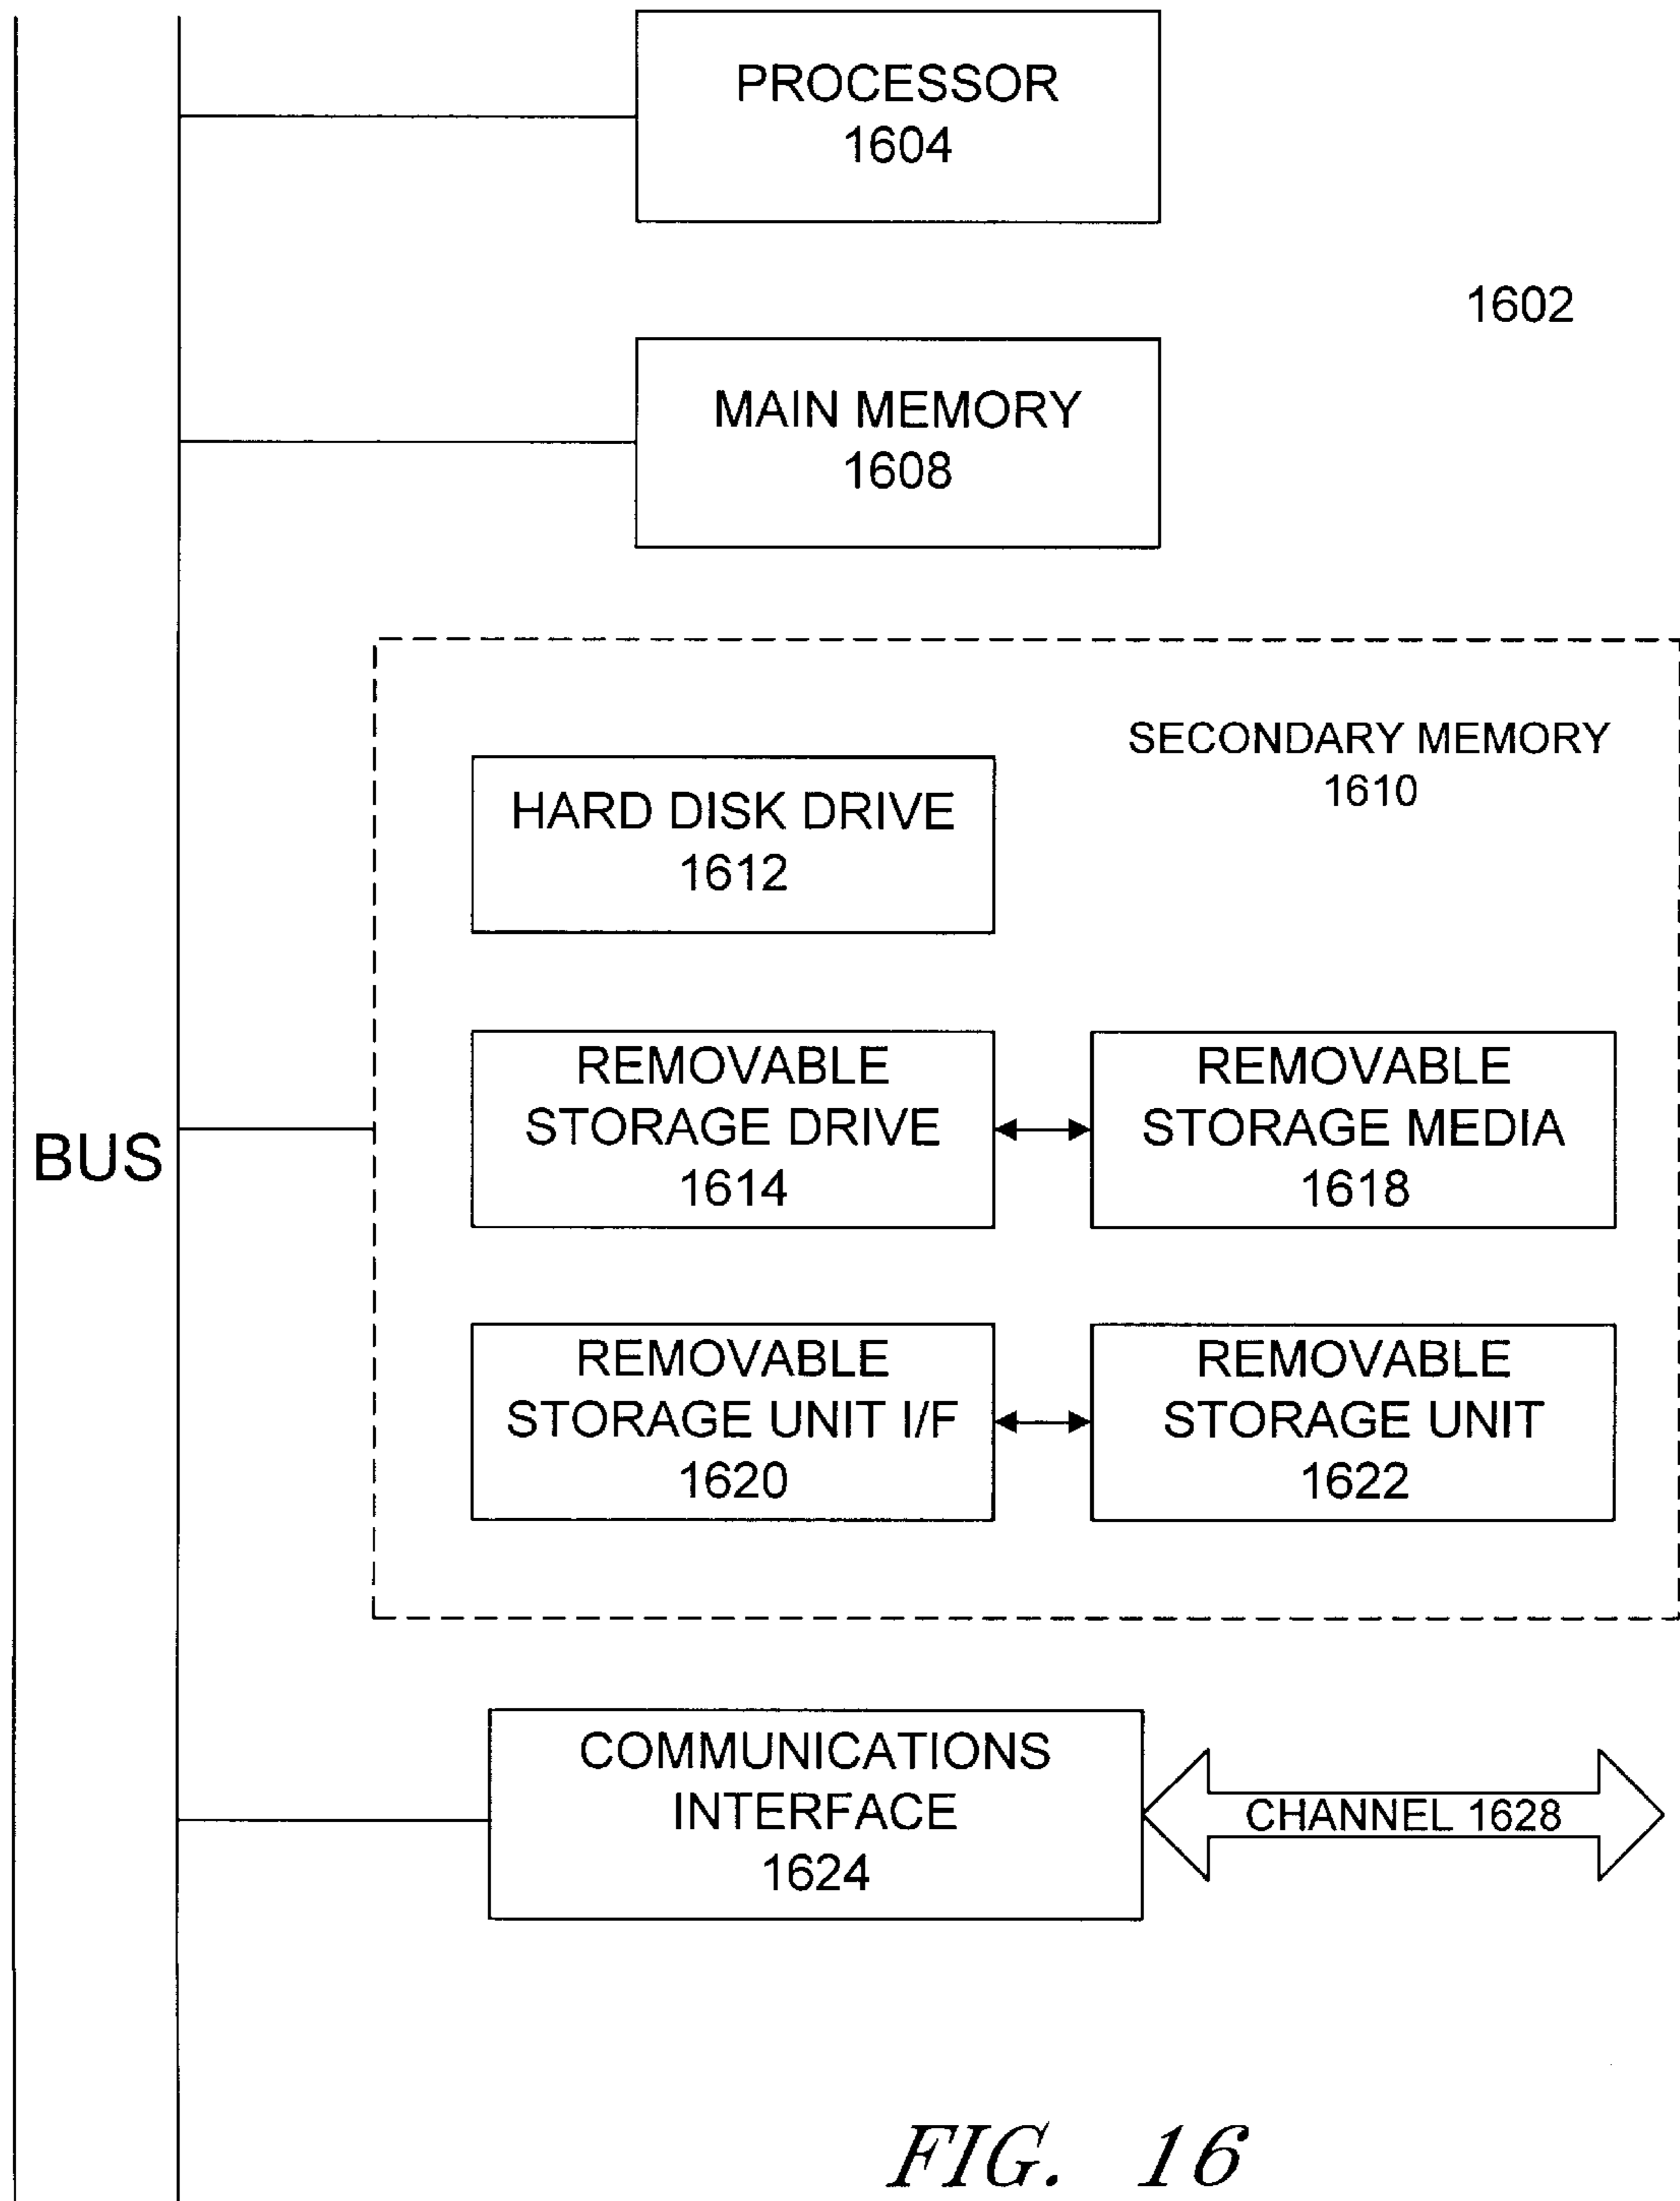 PROCESSOR
1604
1602
MAIN MEMORY
1608
SECONDARY MEMORY
1610
HARD DISK DRIVE
1612
REMOVABLE
STORAGE DRIVE
1614
REMOVABLE
STORAGE MEDIA
1618
BUS
REMOVABLE
STORAGE UNIT I/F
1620
REMOVABLE
STORAGE UNIT
1622
COMMUNICATIONS
INTERFACE
1624
CHANNEL 1628
FIG. 16